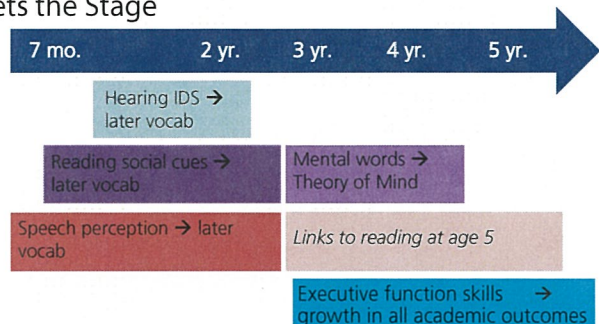 ets the Stage
7 mo. 2 yr. 3 yr. 4 yr. 5 yr.
Hearing IDS →
later vocab
Reading social cues →
later vocab
Mental words →
Theory of Mind
Speech perception → later
vocab
Links to reading at age 5
Executive function skills →
growth in all academic outcomes